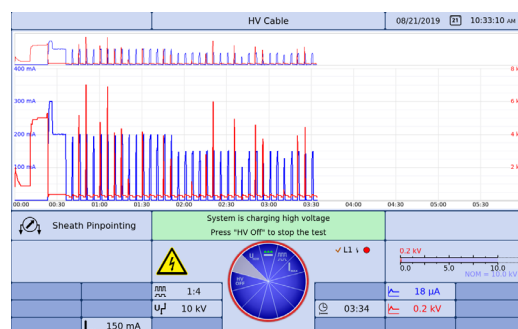 HV Cable
08/21/2019 21 10:33:10 AM
400 mA
300 mA
200 mA
100 mA
8 k
6 k
4 k
2 k
00:00 00:30 01:00 01:30 02:00 02:30 03:00 03:30 04:00 04:30 05:00 05:30
Sheath Pinpointing
System is charging high voltage
Press "HV Off" to stop the test
HV OFF
L1
0.2 kV
0.0 5.0 10.0
NOM = 10.0 kV
1:4
10 kV
03:34
18 µA
0.2 kV
150 mA